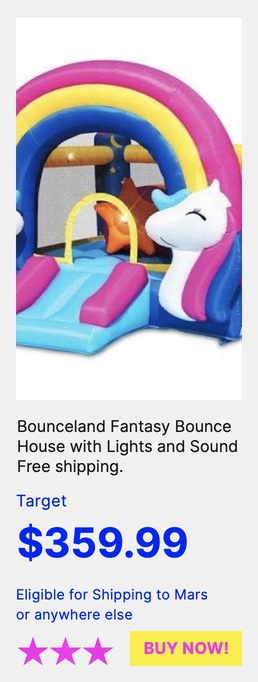 Bounceland Fantasy Bounce
House with Lights and Sound
Free shipping.
Target
$359.99
Eligible for Shipping to Mars
or anywhere else
BUY NOW!